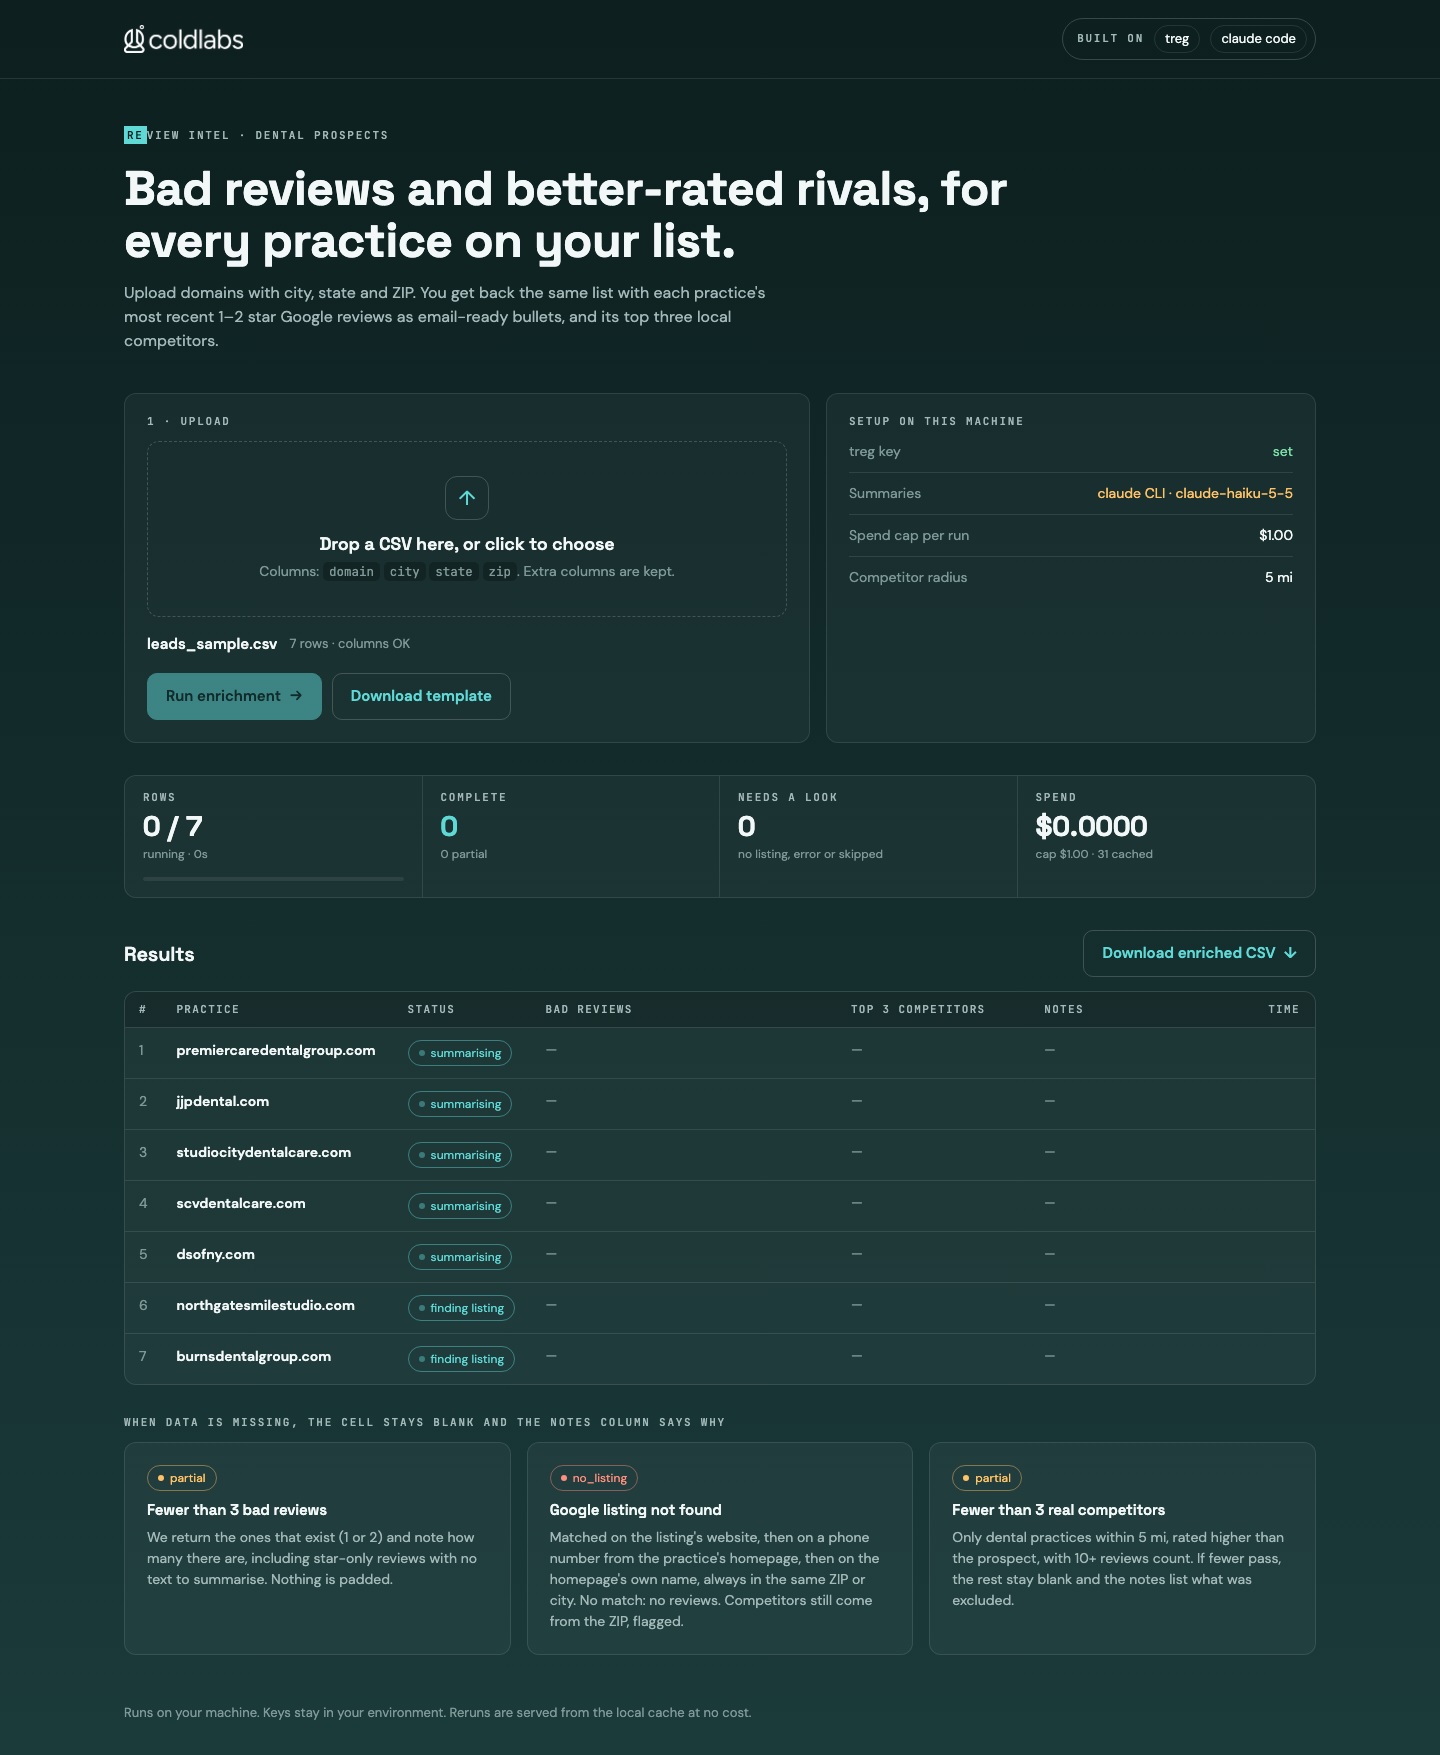 coldlabs
BUILT ON treg claude code
REVIEW INTEL · DENTAL PROSPECTS
Bad reviews and better-rated rivals, for
every practice on your list.
Upload domains with city, state and ZIP. You get back the same list with each practice's
most recent 1–2 star Google reviews as email-ready bullets, and its top three local
competitors.
1 · UPLOAD
Drop a CSV here, or click to choose
Columns: domain city state zip. Extra columns are kept.
leads_sample.csv 7 rows · columns OK
Run enrichment → Download template
SETUP ON THIS MACHINE
treg key set
Summaries claude CLI · claude-haiku-5-5
Spend cap per run $1.00
Competitor radius 5 mi
ROWS
0 / 7
running · 0s
COMPLETE
0
0 partial
NEEDS A LOOK
0
no listing, error or skipped
SPEND
$0.0000
cap $1.00 · 31 cached
Results
Download enriched CSV ↓
# PRACTICE STATUS BAD REVIEWS TOP 3 COMPETITORS NOTES TIME
1 premiercaredentalgroup.com summarising — — —
2 jjpdental.com summarising — — —
3 studiocitydentalcare.com summarising — — —
4 scvdentalcare.com summarising — — —
5 dsofny.com summarising — — —
6 northgatesmilestudio.com finding listing — — —
7 burnsdentalgroup.com finding listing — — —
WHEN DATA IS MISSING, THE CELL STAYS BLANK AND THE NOTES COLUMN SAYS WHY
partial
Fewer than 3 bad reviews
We return the ones that exist (1 or 2) and note how
many there are, including star-only reviews with no
text to summarise. Nothing is padded.
no_listing
Google listing not found
Matched on the listing's website, then on a phone
number from the practice's homepage, then on the
homepage's own name, always in the same ZIP or
city. No match: no reviews. Competitors still come
from the ZIP, flagged.
partial
Fewer than 3 real competitors
Only dental practices within 5 mi, rated higher than
the prospect, with 10+ reviews count. If fewer pass,
the rest stay blank and the notes list what was
excluded.
Runs on your machine. Keys stay in your environment. Reruns are served from the local cache at no cost.